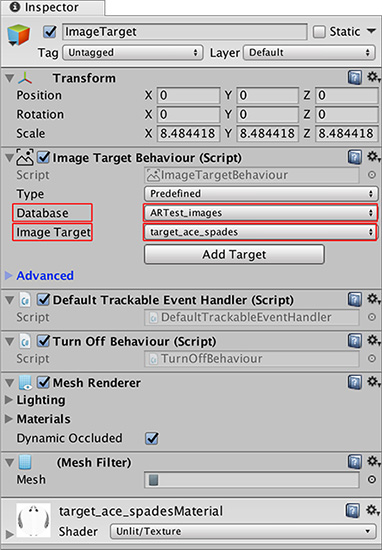 Inspector
ImageTarget Static
Tag Untagged Layer Default
Transform
Position X 0 Y 0 Z 0
Rotation X 0 Y 0 Z 0
Scale X 8.484418 Y 8.484418 Z 8.484418
Image Target Behaviour (Script)
Script ImageTargetBehaviour
Type Predefined
Database ARTest_images
Image Target target_ace_spades
Add Target
Advanced
Default Trackable Event Handler (Script)
Script DefaultTrackableEventHandler
Turn Off Behaviour (Script)
Script TurnOffBehaviour
Mesh Renderer
Lighting
Materials
Dynamic Occluded
(Mesh Filter)
Mesh
target_ace_spadesMaterial
Shader Unlit/Texture